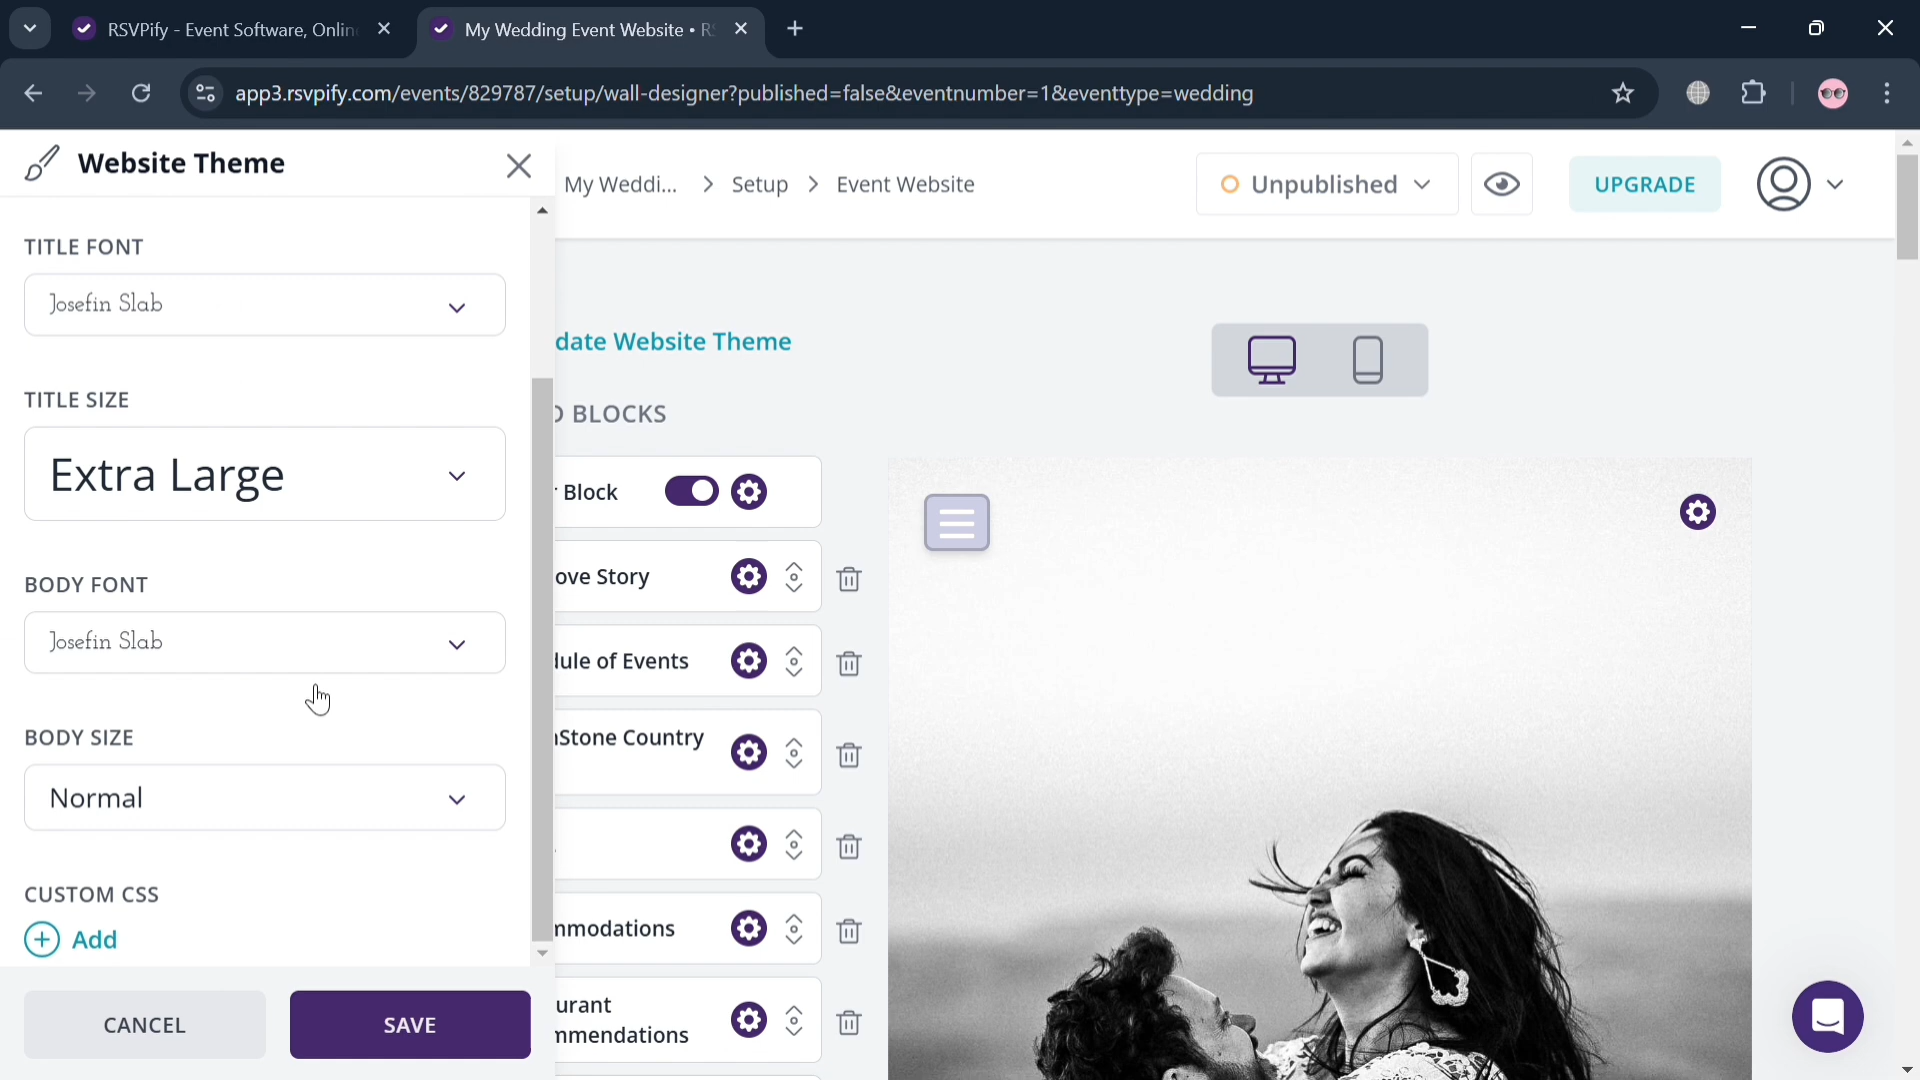 RSVPify - Event Software, Onlin
My Wedding Event Website • R
app3.rsvpify.com/events/829787/setup/wall-designer?published=false&eventnumber=1&eventtype=wedding
Website Theme
My Weddi... > Setup > Event Website
Unpublished
UPGRADE
TITLE FONT
Josefin Slab
TITLE SIZE
Extra Large
BODY FONT
Josefin Slab
BODY SIZE
Normal
CUSTOM CSS
Add
CANCEL
SAVE
date Website Theme
D BLOCKS
r Block
ove Story
dule of Events
nStone Country
mmodations
urant
mmendations